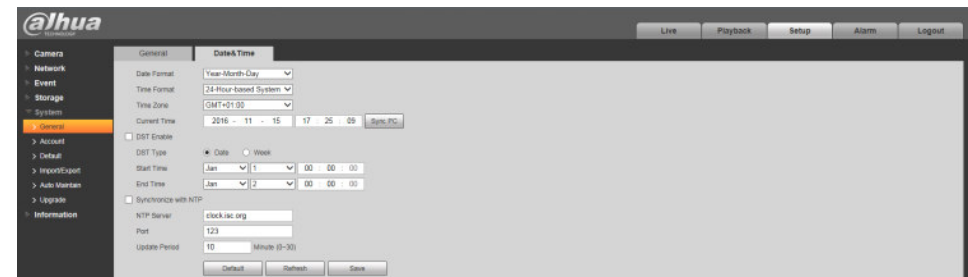 alhua
TECHNOLOGY
Live Playback Setup Alarm Logout
Camera
Network
Event
Storage
System
General
Account
Default
Import/Export
Auto Maintain
Upgrade
Information
General Date&Time
Date Format Year-Month-Day
Time Format 24-Hour-based System
Time Zone GMT+01:00
Current Time 2016 - 11 - 15 17 : 25 : 09 Sync PC
DST Enable
DST Type Date Week
Start Time Jan 1 00 : 00 : 00
End Time Jan 2 00 : 00 : 00
Synchronize with NTP
NTP Server clock.isc.org
Port 123
Update Period 10 Minute (0~30)
Default Refresh Save